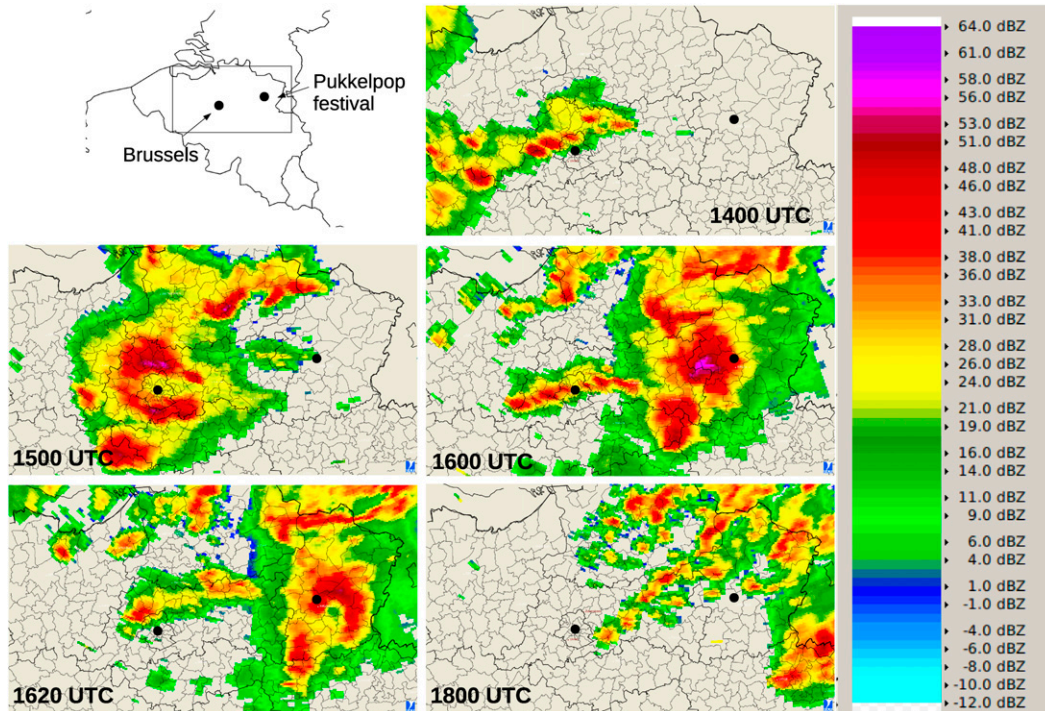 Pukkelpop
festival
Brussels
1400 UTC
1500 UTC
1600 UTC
1620 UTC
1800 UTC
64.0 dBZ
61.0 dBZ
58.0 dBZ
56.0 dBZ
53.0 dBZ
51.0 dBZ
48.0 dBZ
46.0 dBZ
43.0 dBZ
41.0 dBZ
38.0 dBZ
36.0 dBZ
33.0 dBZ
31.0 dBZ
28.0 dBZ
26.0 dBZ
24.0 dBZ
21.0 dBZ
19.0 dBZ
16.0 dBZ
14.0 dBZ
11.0 dBZ
9.0 dBZ
6.0 dBZ
4.0 dBZ
1.0 dBZ
-1.0 dBZ
-4.0 dBZ
-6.0 dBZ
-8.0 dBZ
-10.0 dBZ
-12.0 dBZ